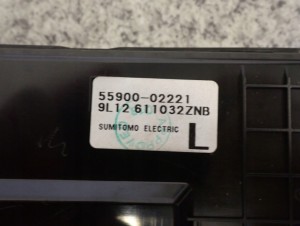 55900-02221
9L12 611032ZNB
SUMITOMO ELECTRIC
L